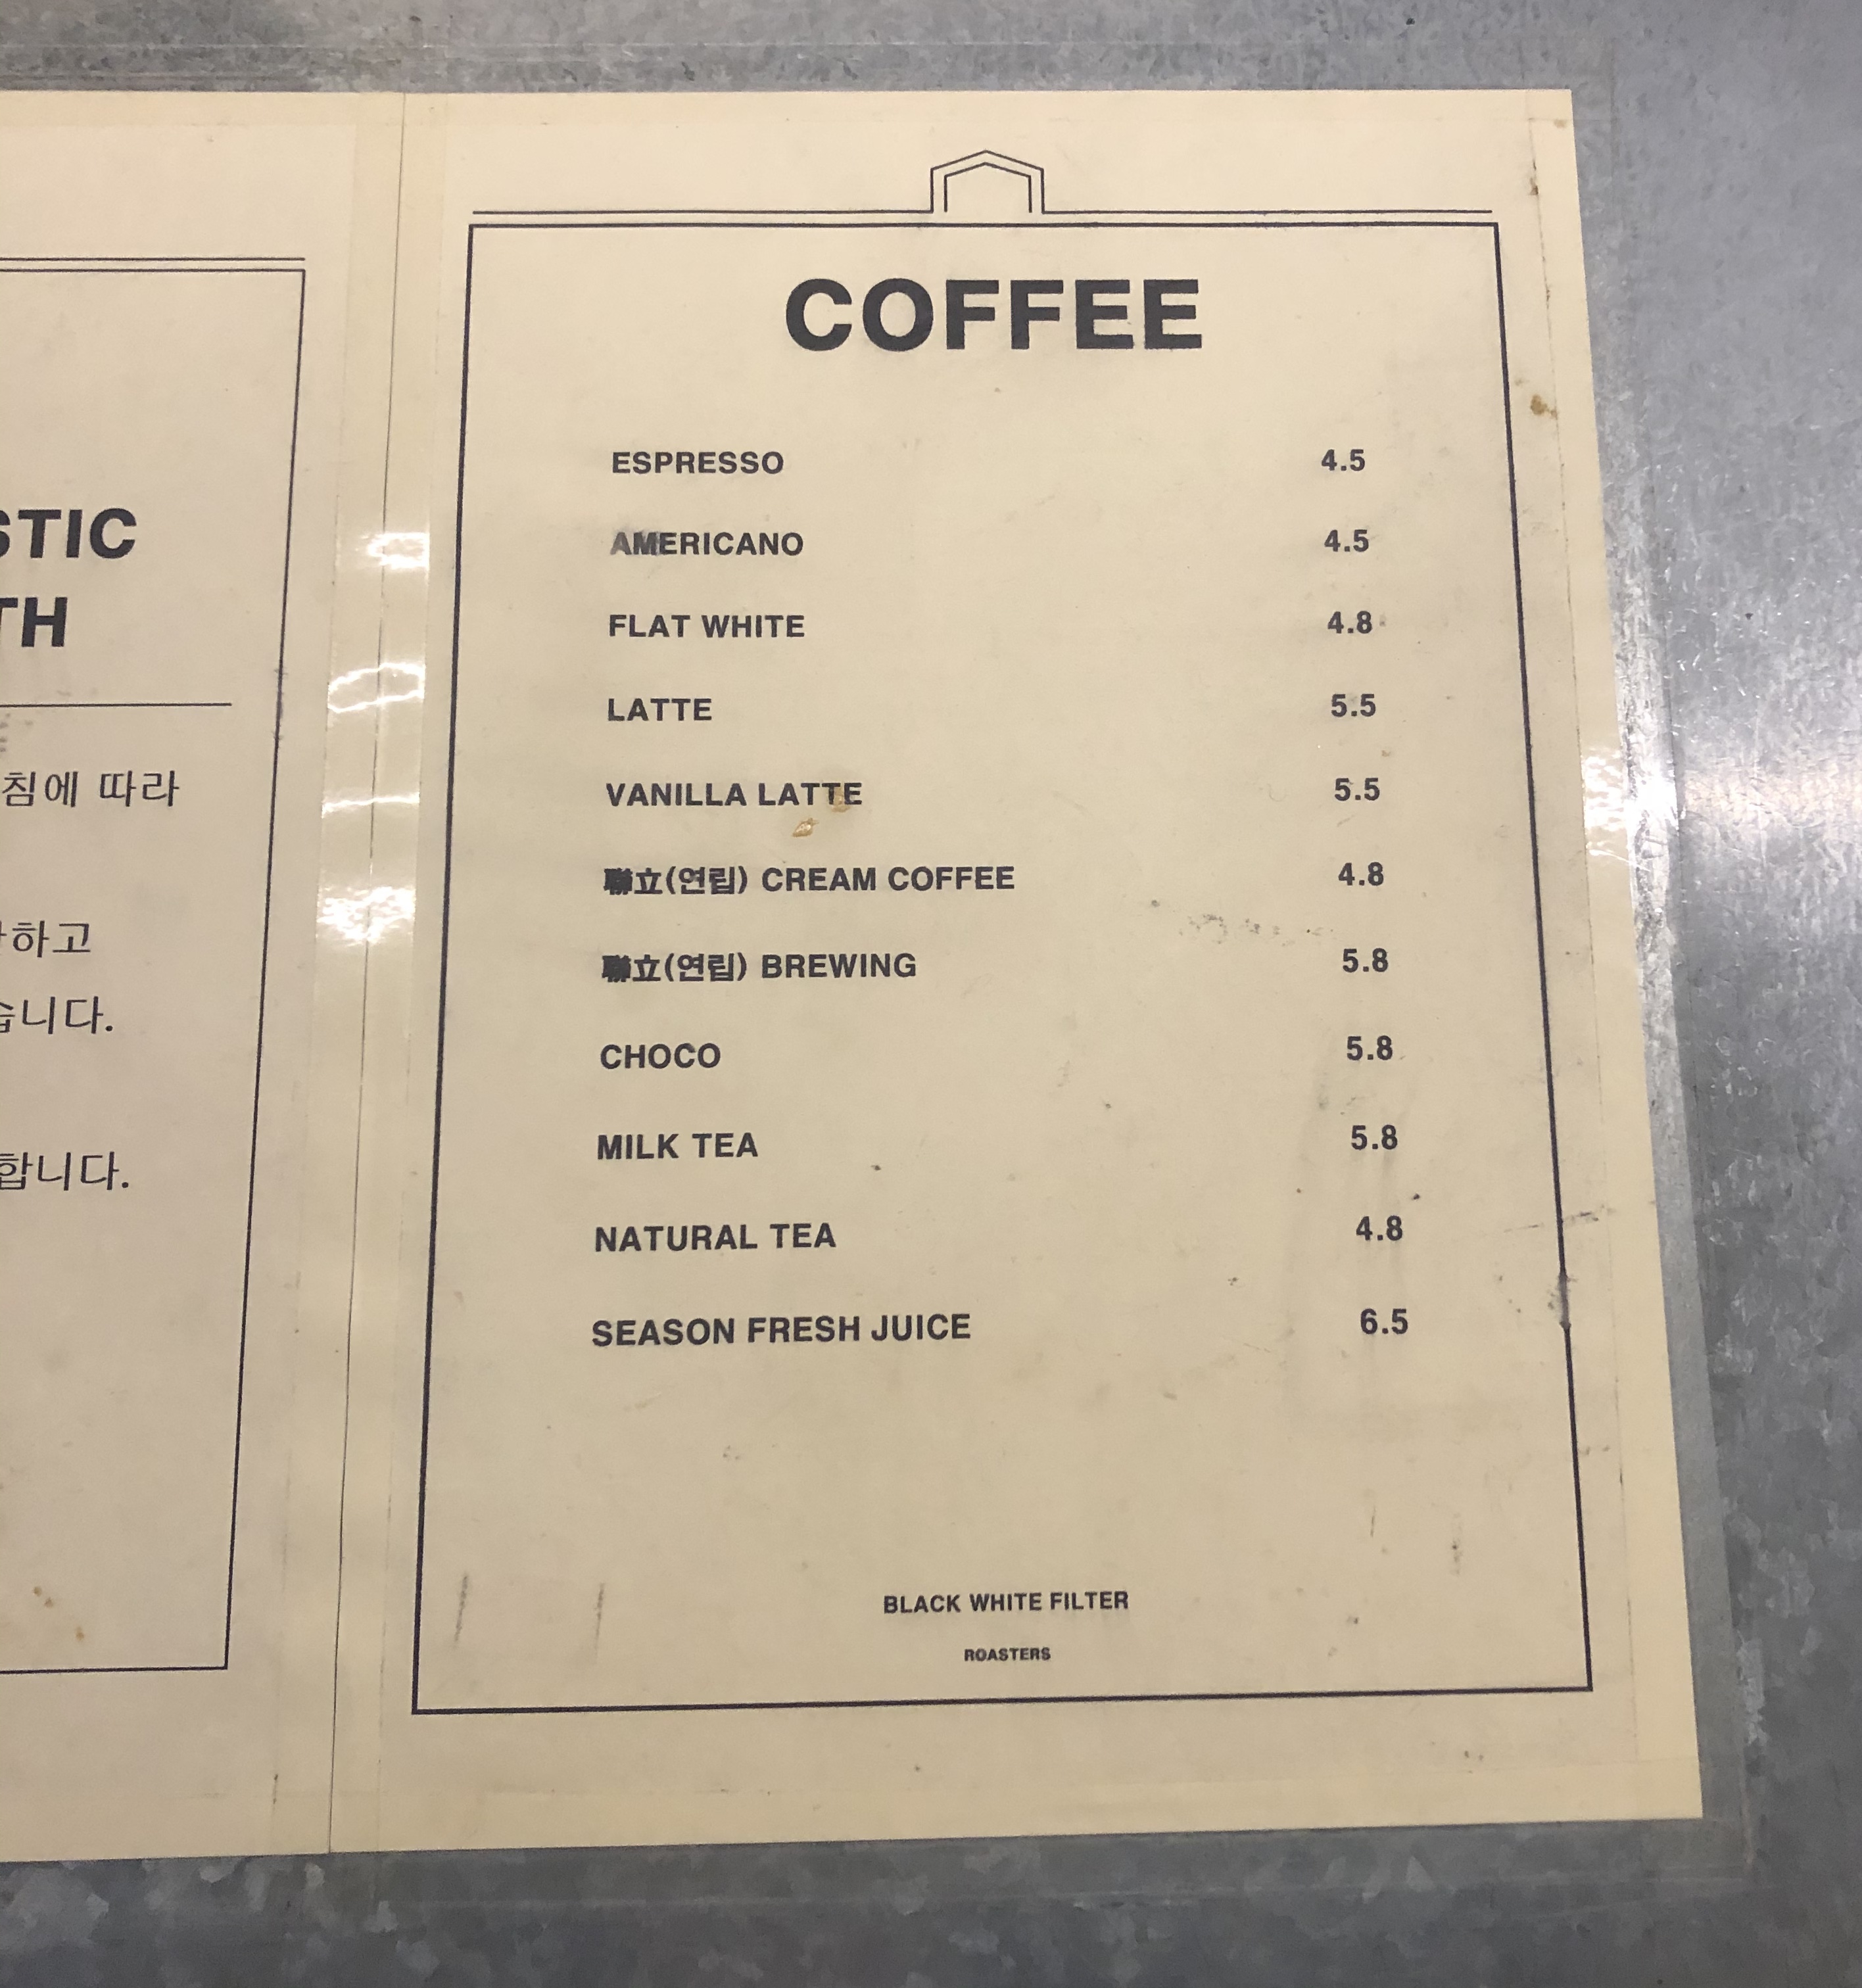 STIC
TH
침에 따라
하고
습니다.
합니다.
COFFEE
ESPRESSO 4.5
AMERICANO 4.5
FLAT WHITE 4.8
LATTE 5.5
VANILLA LATTE 5.5
聯立(연립) CREAM COFFEE 4.8
聯立(연립) BREWING 5.8
CHOCO 5.8
MILK TEA 5.8
NATURAL TEA 4.8
SEASON FRESH JUICE 6.5
BLACK WHITE FILTER
ROASTERS